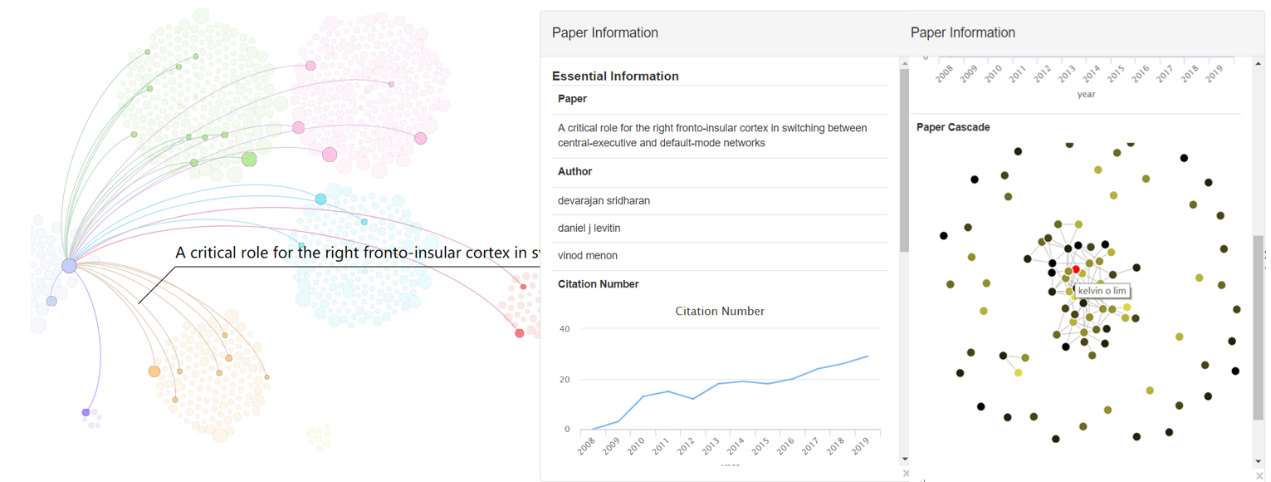 A critical role for the right fronto-insular cortex in s
Paper Information
Essential Information
Paper
A critical role for the right fronto-insular cortex in switching between
central-executive and default-mode networks
Author
devarajan sridharan
daniel j levitin
vinod menon
Citation Number
Citation Number
40
20
0
2008 2009 2010 2011 2012 2013 2014 2015 2016 2017 2018 2019
year
Paper Information
0
2008 2009 2010 2011 2012 2013 2014 2015 2016 2017 2018 2019
year
Paper Cascade
kelvin o lim